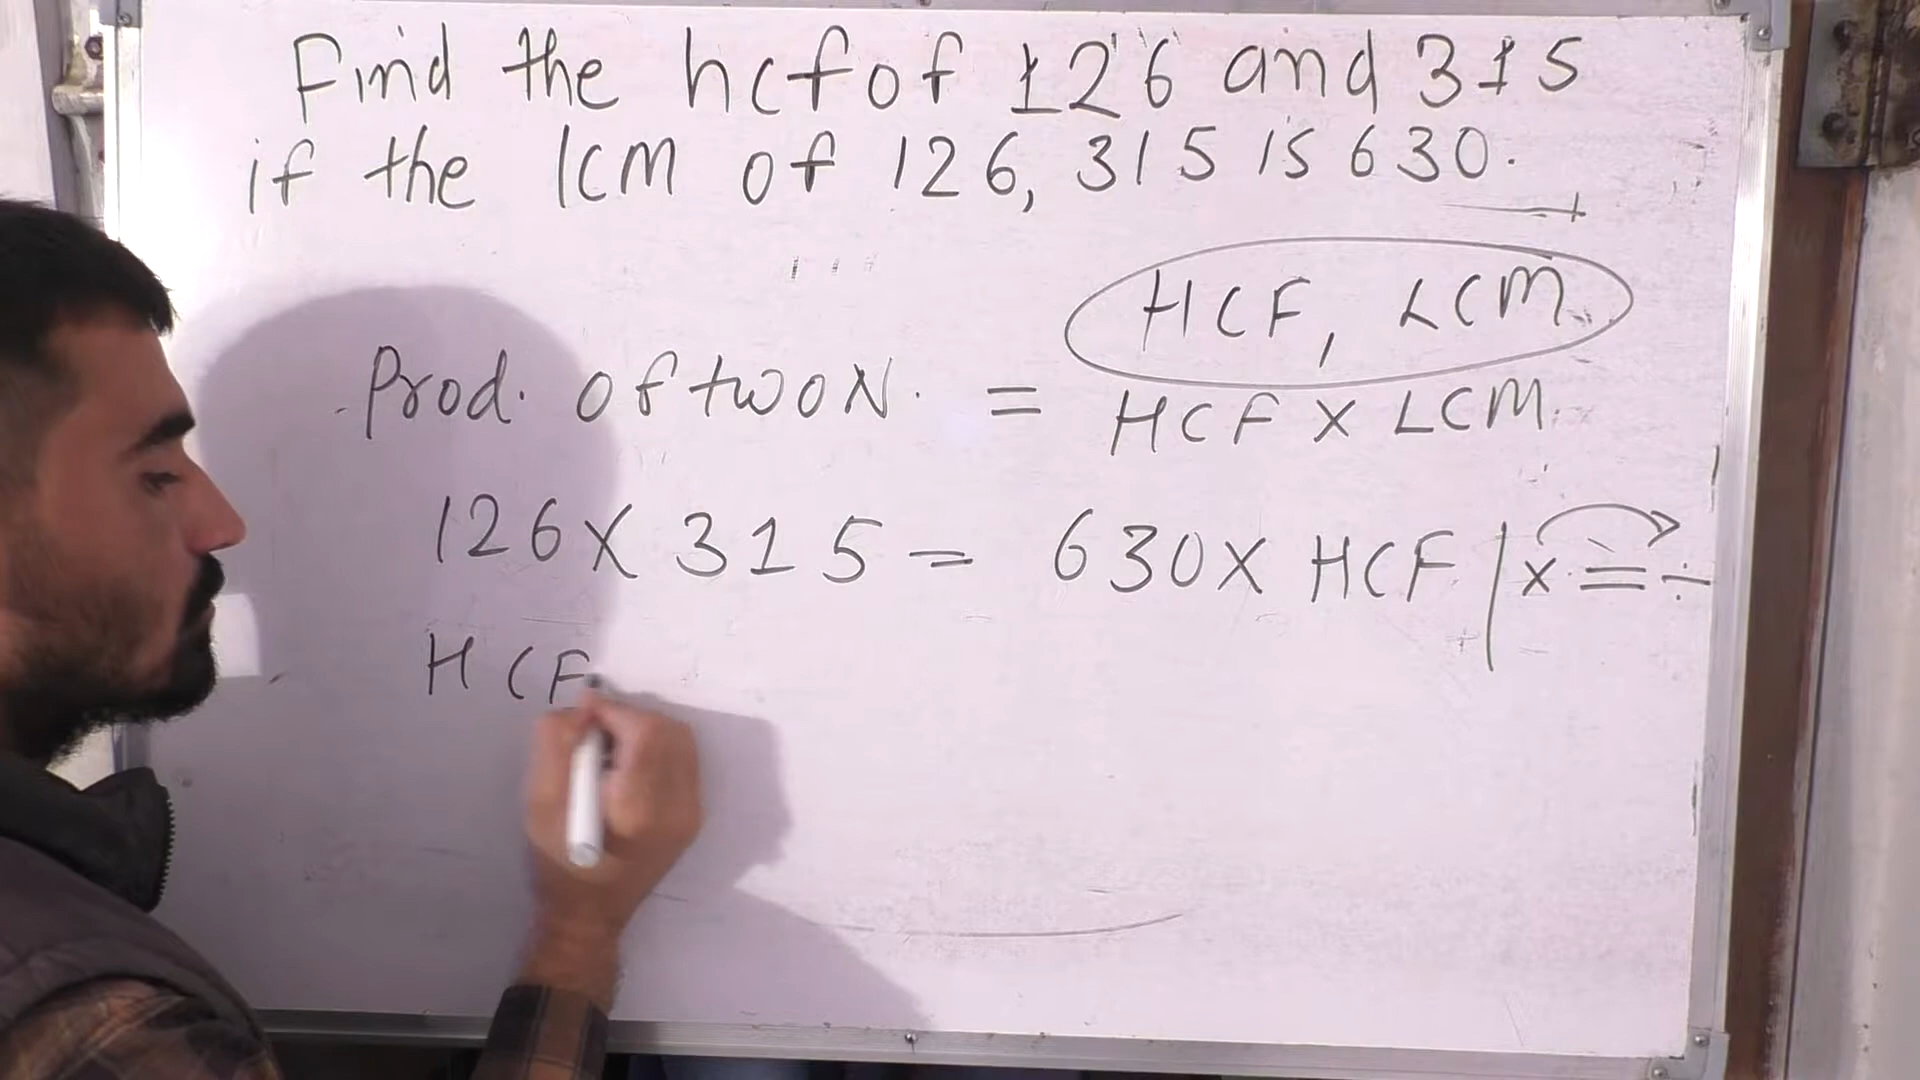 Find the hcf of 126 and 315
if the lcm of 126, 315 is 630.
HCF, LCM
Prod. of two N. = HCF X LCM.
126 X 315 = 630 X HCF | x = ÷
HCF